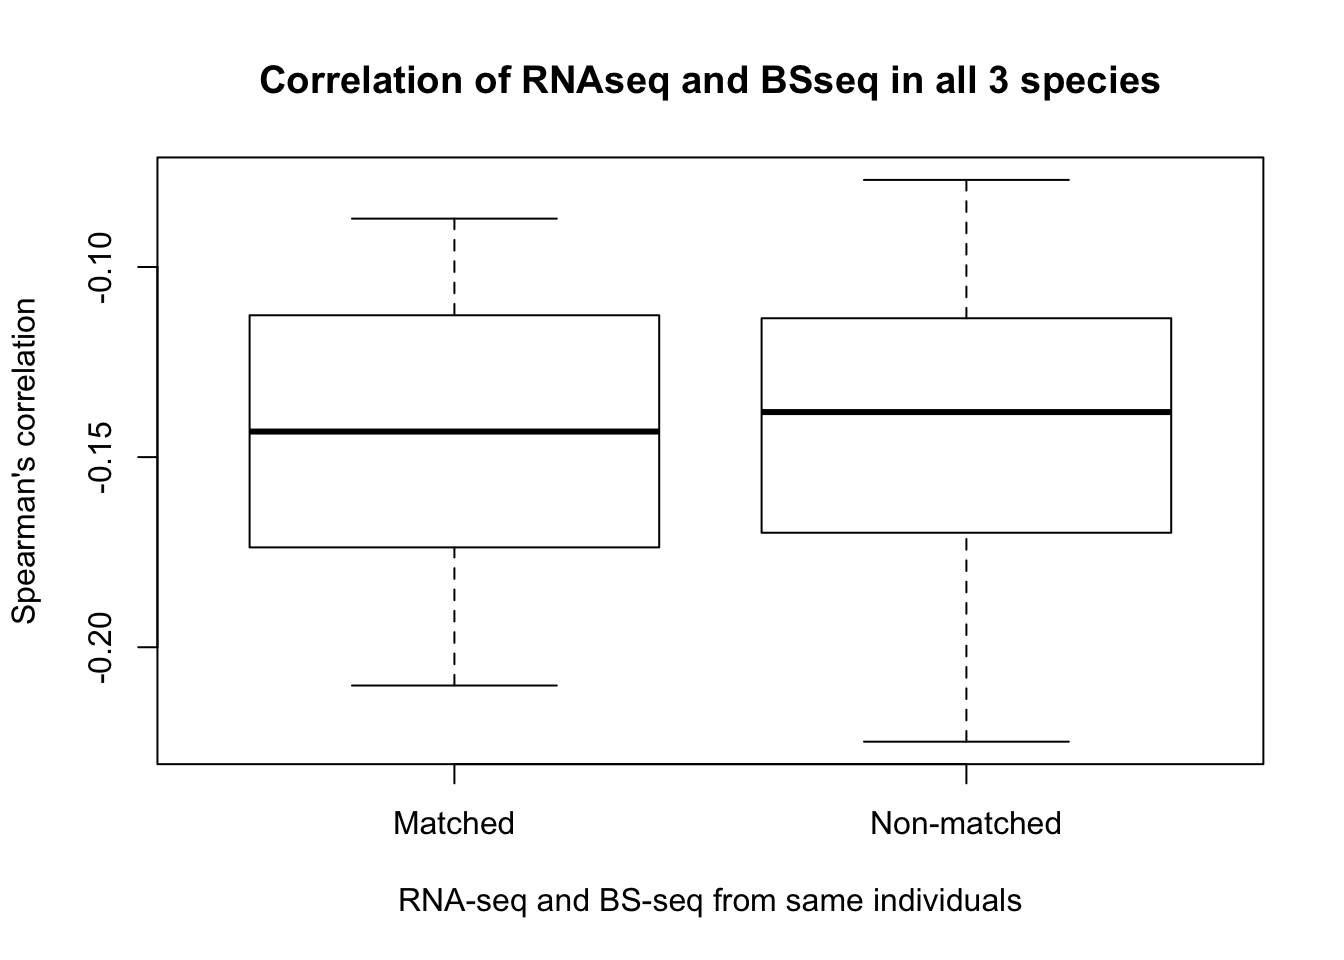 Correlation of RNAseq and BSseq in all 3 species
Spearman's correlation
-0.10
-0.15
-0.20
Matched
Non-matched
RNA-seq and BS-seq from same individuals